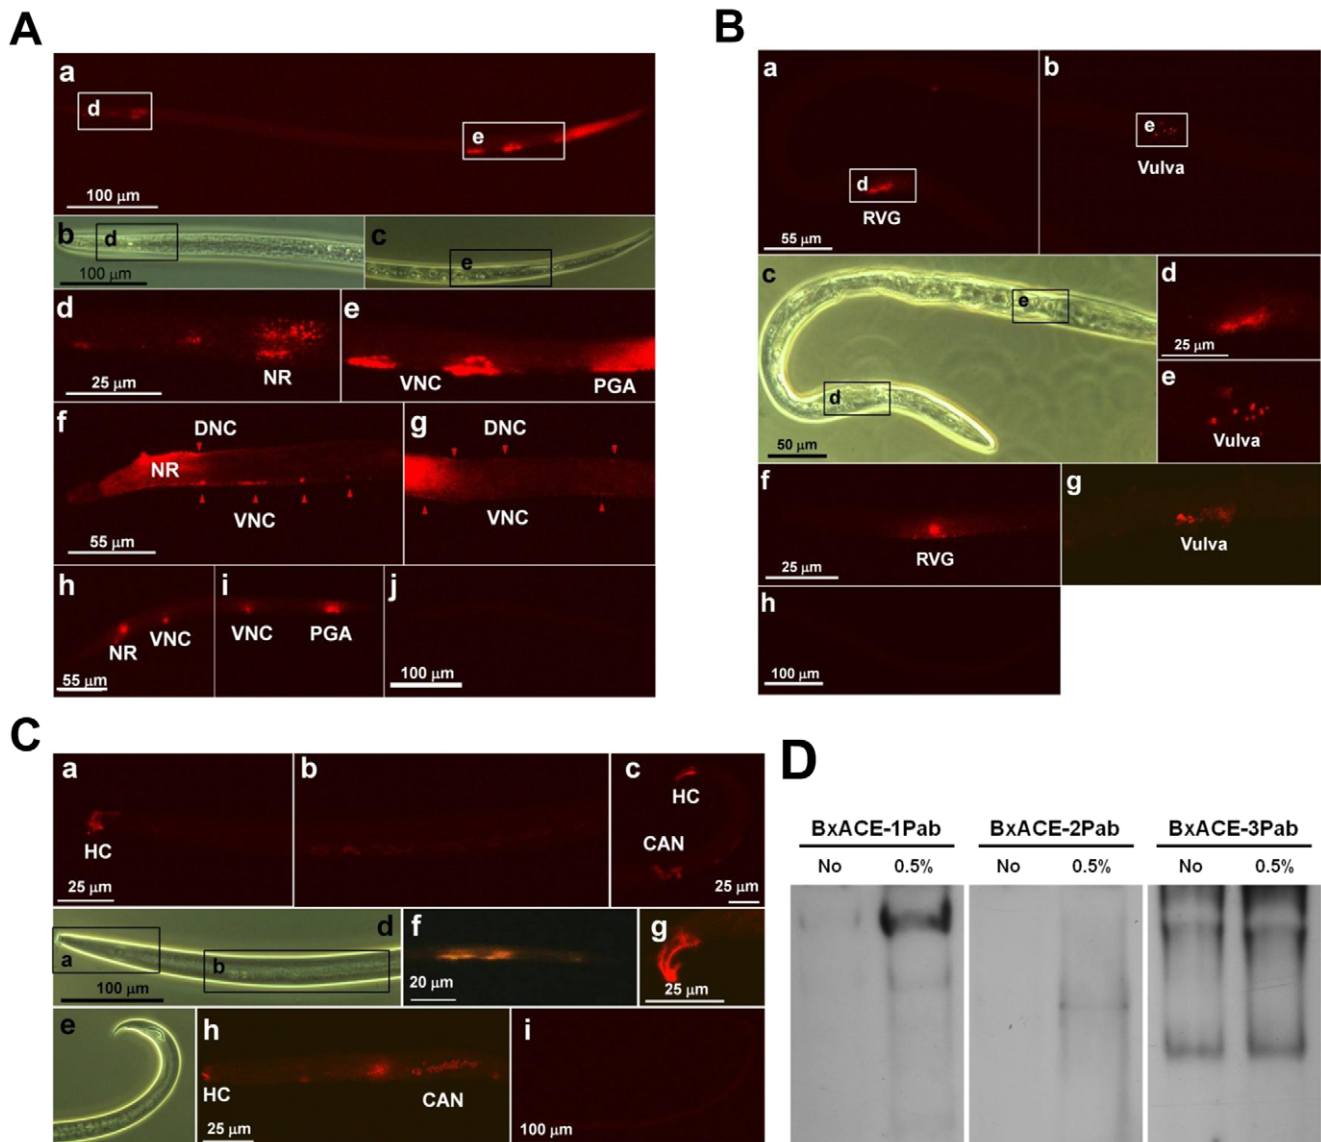 A
a
d
e
100 µm
b
d
100 µm
c
e
d
NR
25 µm
e
VNC
PGA
f
DNC
NR
VNC
55 µm
g
DNC
VNC
h
NR
VNC
55 µm
i
VNC
PGA
j
100 µm
B
a
d
RVG
55 µm
b
e
Vulva
c
e
d
50 µm
d
25 µm
e
Vulva
f
RVG
25 µm
g
Vulva
h
100 µm
C
a
HC
25 µm
b
c
HC
CAN
25 µm
d
a
b
100 µm
f
20 µm
g
25 µm
e
h
HC
CAN
25 µm
i
100 µm
D
BxACE-1Pab BxACE-2Pab BxACE-3Pab
No 0.5% No 0.5% No 0.5%